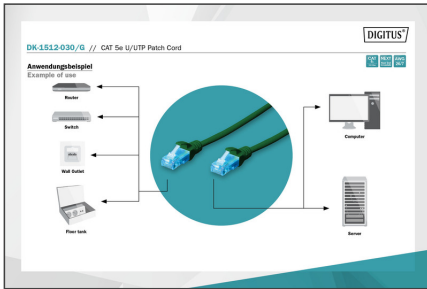 DIGITUS®
DK-1512-030/G // CAT 5e U/UTP Patch Cord
Anwendungsbeispiel
Example of use
Router
Switch
Wall Outlet
Floor tank
Computer
Server